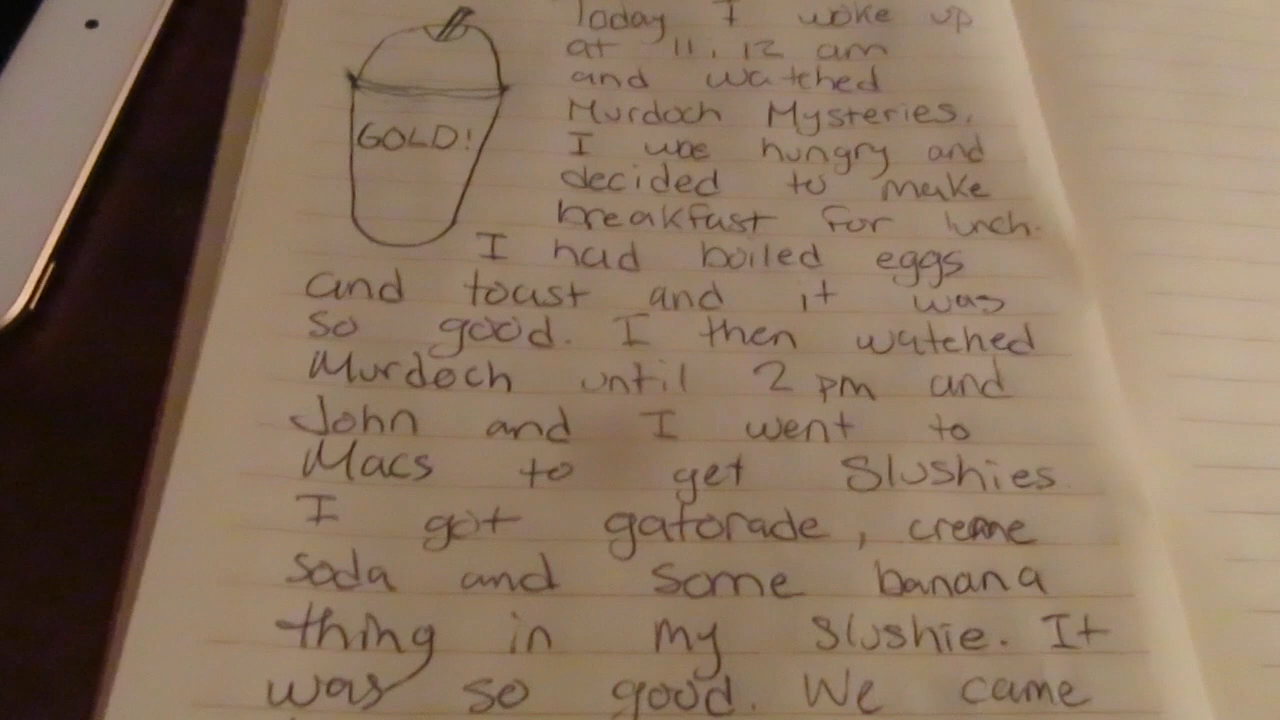 GOLD!
Today I woke up
at 11.12 am
and watched
Murdoch Mysteries.
I was hungry and
decided to make
breakfast for lunch.
I had boiled eggs
and toast and it was
so good. I then watched
Murdoch until 2 pm and
John and I went to
Macs to get Slushies
I got gatorade, creme
soda and some banana
thing in my slushie. It
was so good. We came